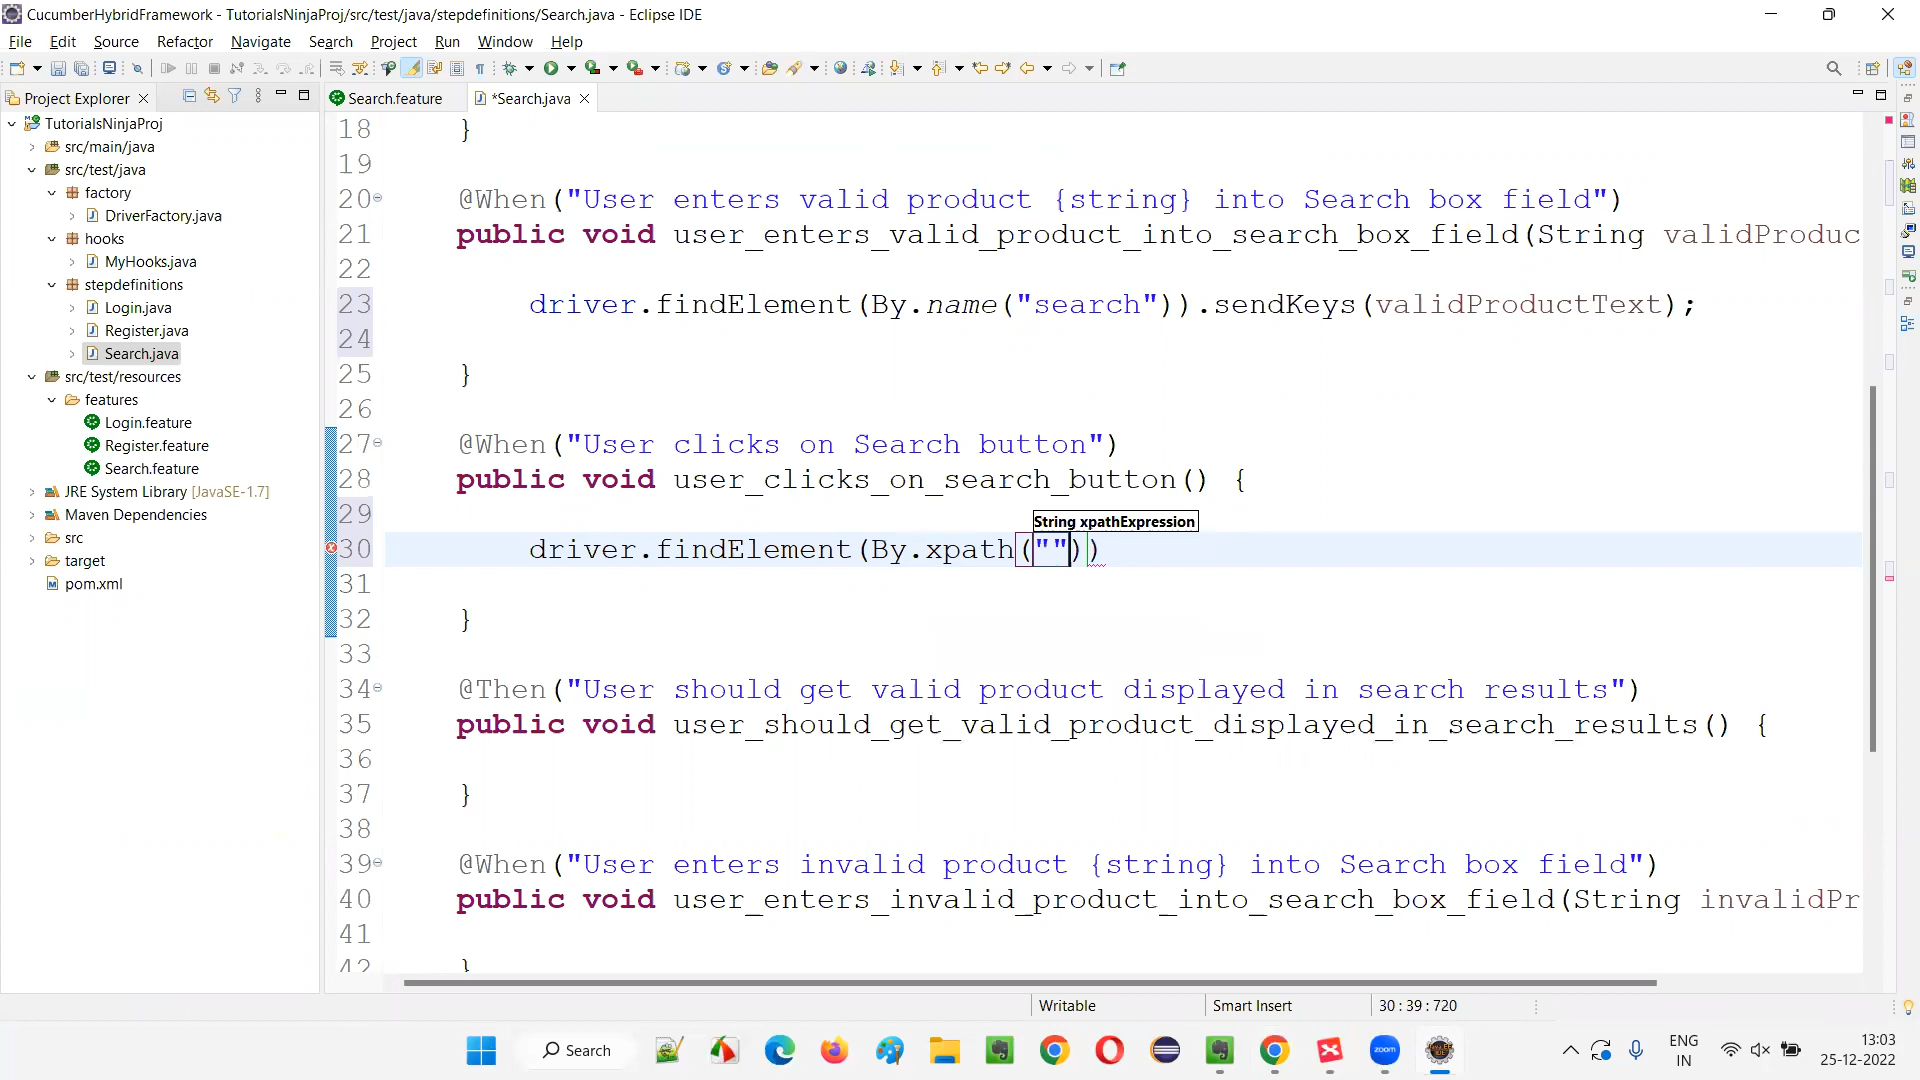 CucumberHybridFramework - TutorialsNinjaProj/src/test/java/stepdefinitions/Search.java - Eclipse IDE
File Edit Source Refactor Navigate Search Project Run Window Help
Project Explorer
TutorialsNinjaProj
src/main/java
src/test/java
factory
DriverFactory.java
hooks
MyHooks.java
stepdefinitions
Login.java
Register.java
Search.java
src/test/resources
features
Login.feature
Register.feature
Search.feature
JRE System Library [JavaSE-1.7]
Maven Dependencies
src
target
pom.xml
Search.feature *Search.java
18 }
19
20 @When("User enters valid product {string} into Search box field")
21 public void user_enters_valid_product_into_search_box_field(String validProduc
22
23 driver.findElement(By.name("search")).sendKeys(validProductText);
24
25 }
26
27 @When("User clicks on Search button")
28 public void user_clicks_on_search_button() {
29
String xpathExpression
30 driver.findElement(By.xpath(""))
31
32 }
33
34 @Then("User should get valid product displayed in search results")
35 public void user_should_get_valid_product_displayed_in_search_results() {
36
37 }
38
39 @When("User enters invalid product {string} into Search box field")
40 public void user_enters_invalid_product_into_search_box_field(String invalidPr
41
42 }
Writable Smart Insert 30 : 39 : 720
Search
zoom
ENG
IN
13:03
25-12-2022